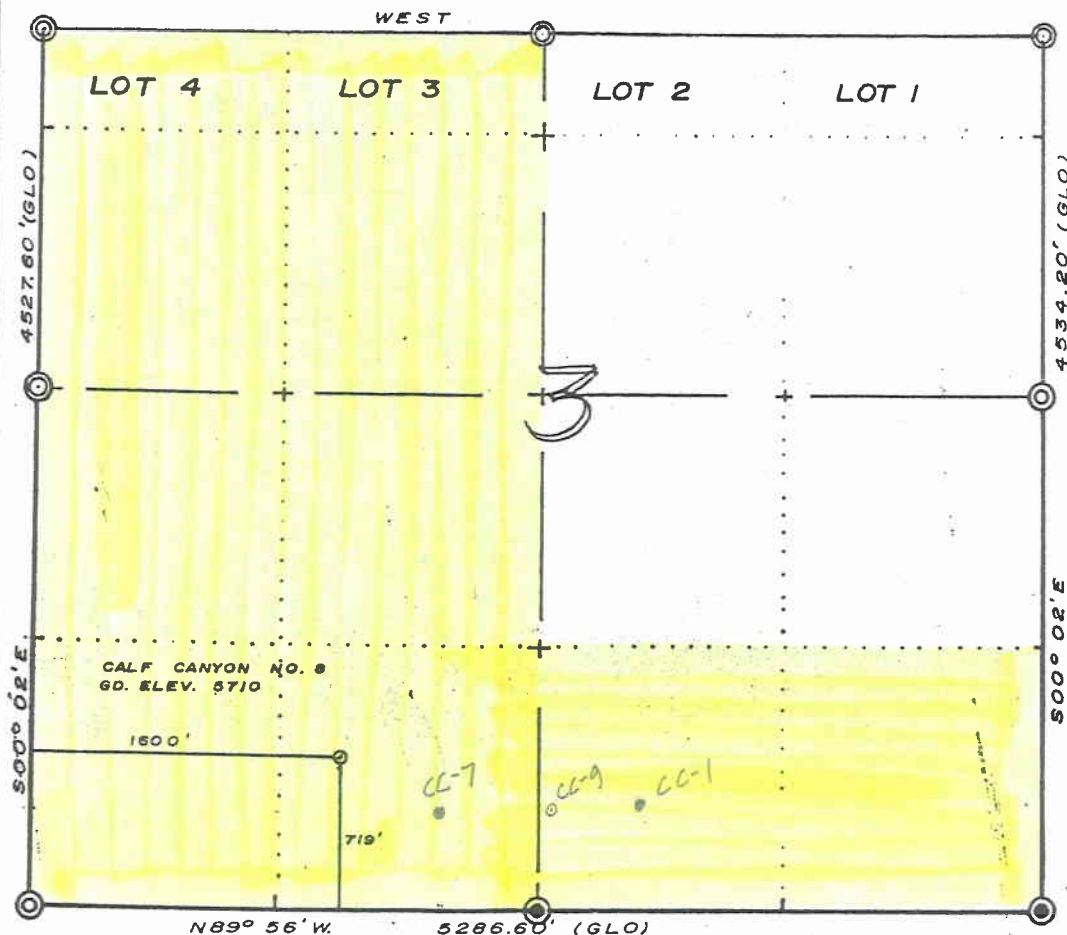 WEST
LOT 4
LOT 3
LOT 2
LOT 1
4527.60' (GLO)
4534.20' (GLO)
3
S00° 02' E
S00° 02' E
CALF CANYON NO. 8
GD. ELEV. 5710
1600'
719'
CC-7
CC-9
CC-1
N89° 56' W.
5286.60' (GLO)